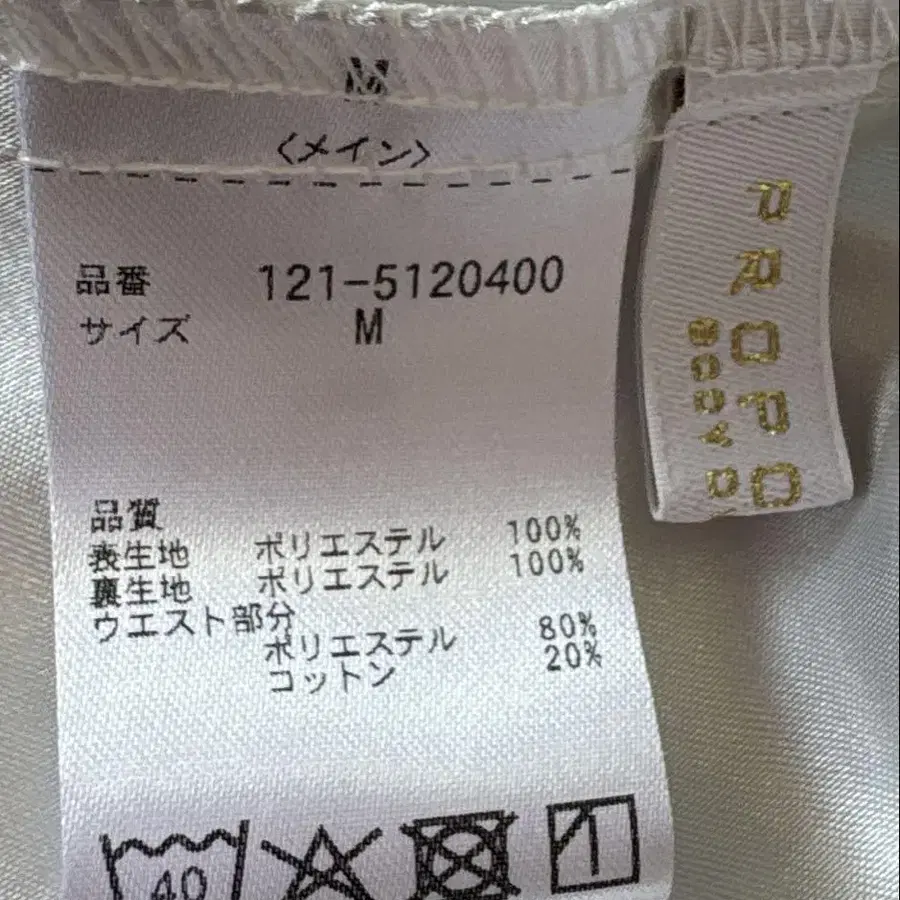 M
〈メイン〉
品番 121-5120400
サイズ M
品質
表生地 ポリエステル 100%
裏生地 ポリエステル 100%
ウエスト部分
ポリエステル 80%
コットン 20%
40
PROPO
BODY D